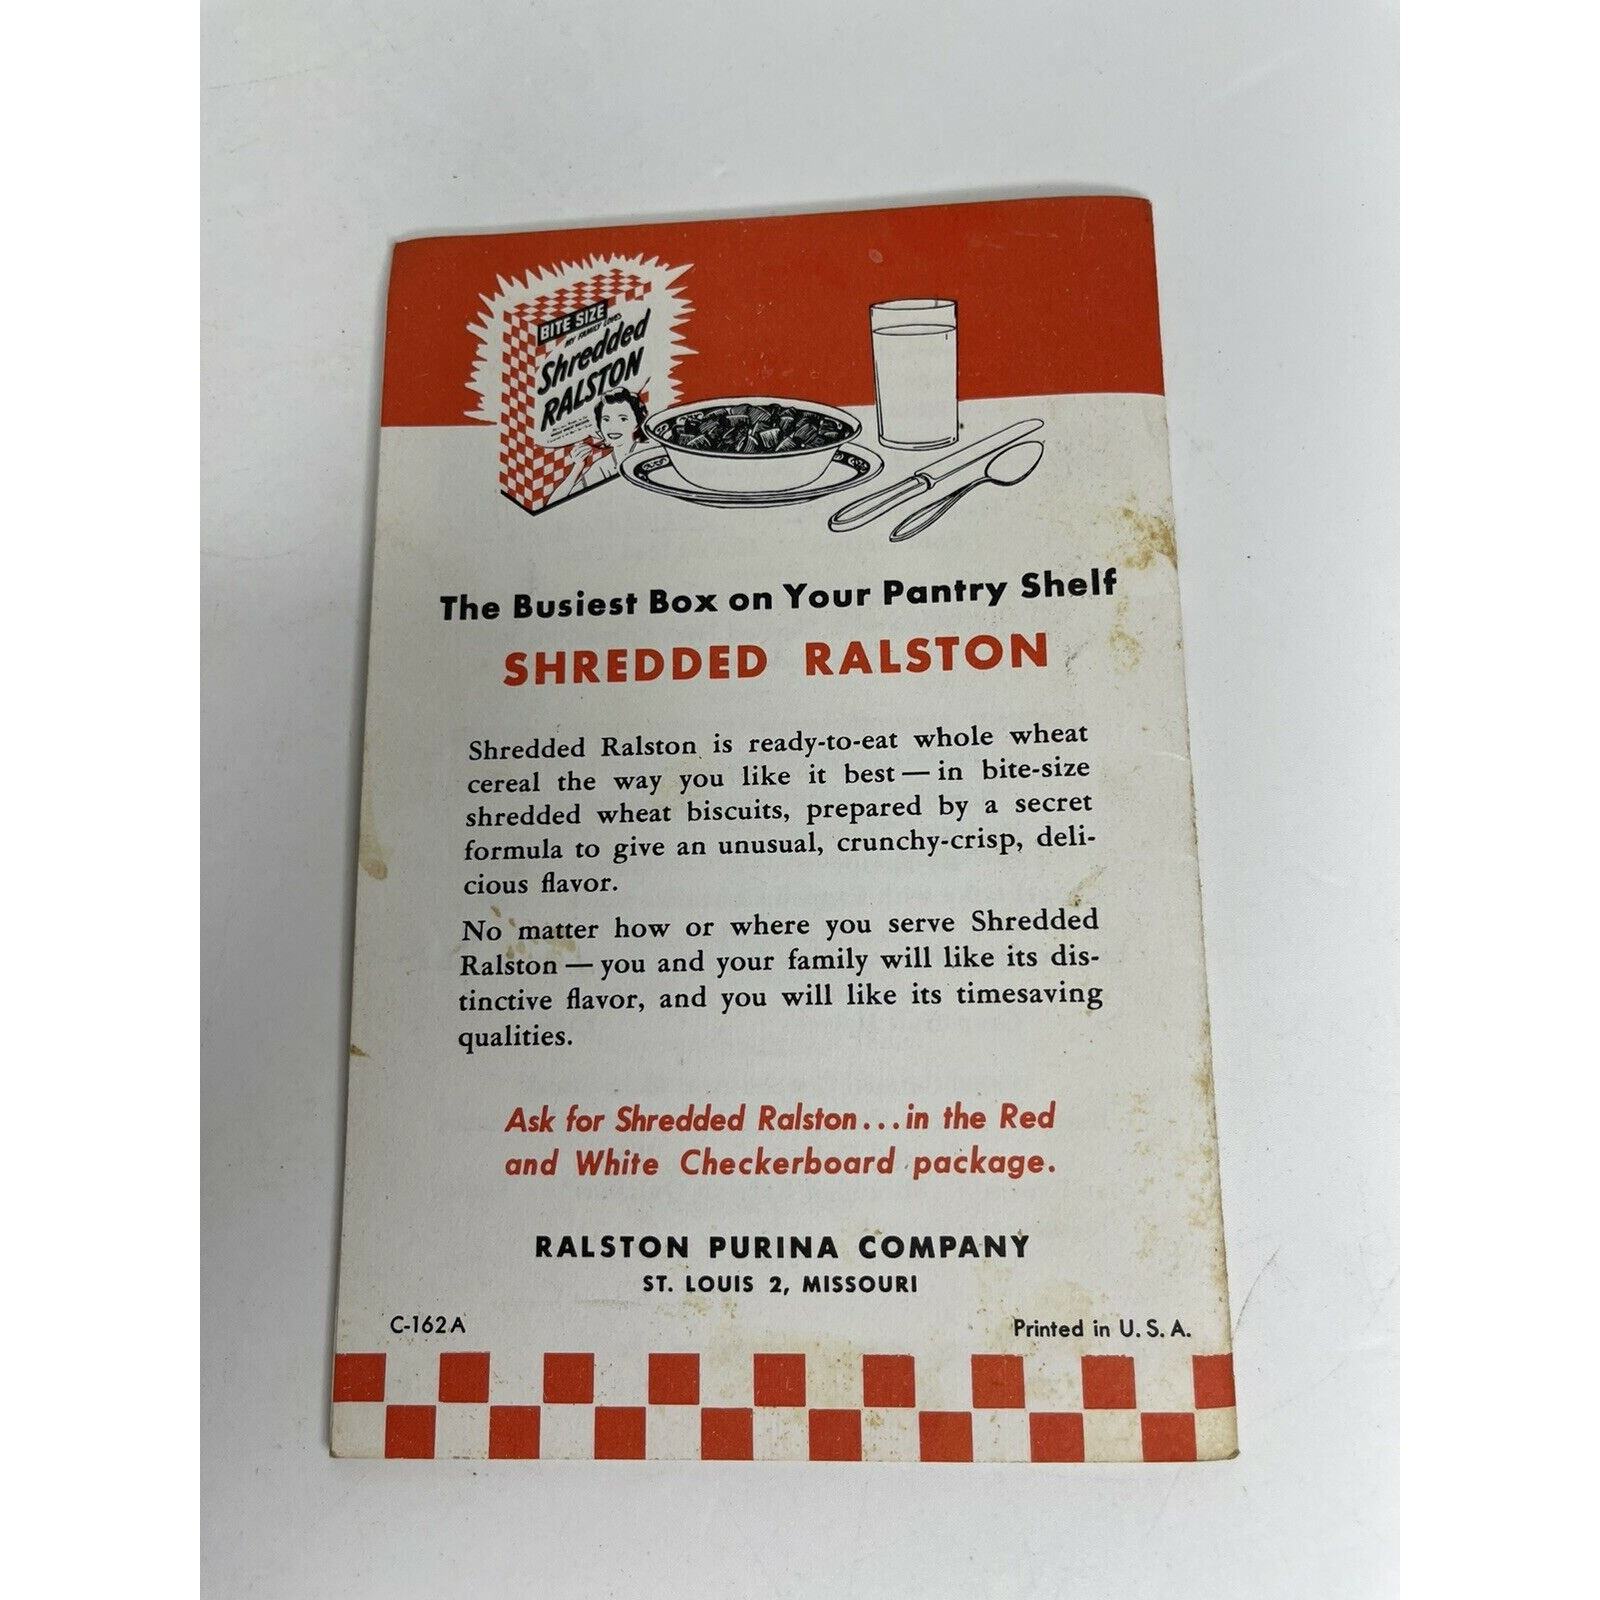 BITE SIZE
MY FAMILY LOVES
Shredded
RALSTON
The Busiest Box on Your Pantry Shelf
SHREDDED RALSTON
Shredded Ralston is ready-to-eat whole wheat
cereal the way you like it best — in bite-size
shredded wheat biscuits, prepared by a secret
formula to give an unusual, crunchy-crisp, deli-
cious flavor.
No matter how or where you serve Shredded
Ralston — you and your family will like its dis-
tinctive flavor, and you will like its timesaving
qualities.
Ask for Shredded Ralston...in the Red
and White Checkerboard package.
RALSTON PURINA COMPANY
ST. LOUIS 2, MISSOURI
C-162A
Printed in U. S. A.